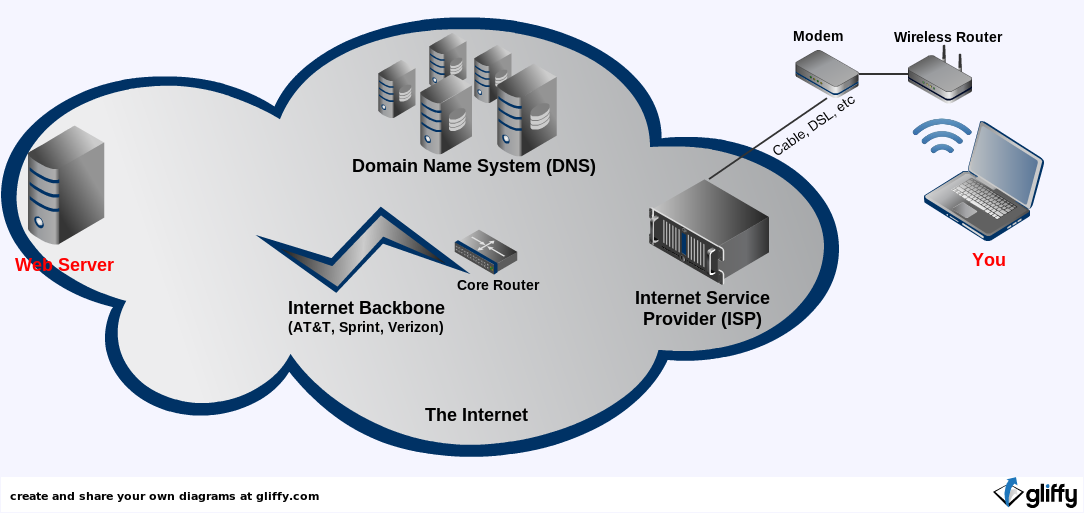 Modem
Wireless Router
Cable, DSL, etc
Domain Name System (DNS)
Web Server
You
Core Router
Internet Backbone
(AT&T, Sprint, Verizon)
Internet Service
Provider (ISP)
The Internet
create and share your own diagrams at gliffy.com
gliffy